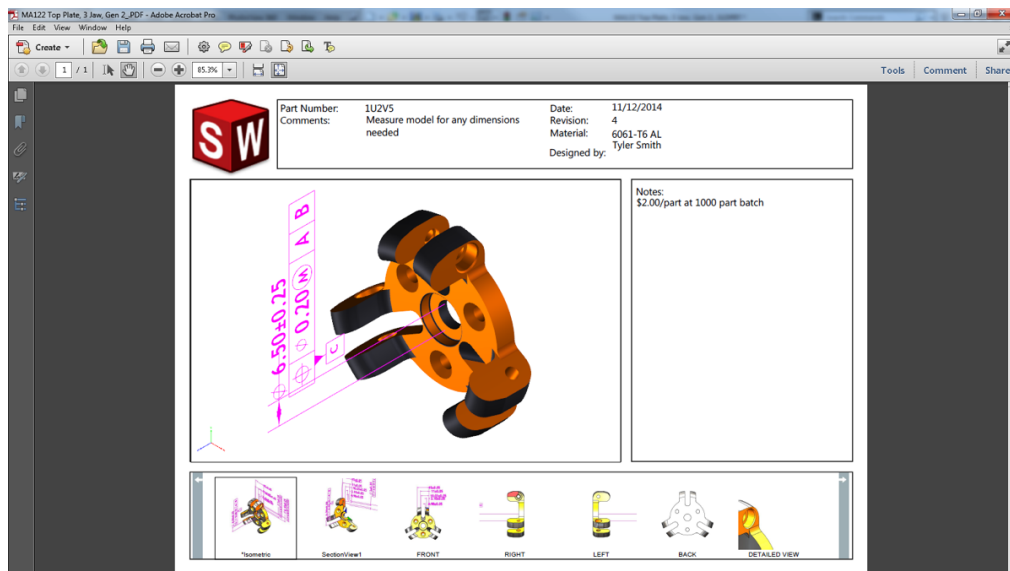 MA122 Top Plate, 3 Jaw, Gen 2_.PDF - Adobe Acrobat Pro
File Edit View Window Help
Create
1 / 1 85.3% Tools Comment Share
SW
Part Number: 1U2V5
Comments: Measure model for any dimensions
needed
Date: 11/12/2014
Revision: 4
Material: 6061-T6 AL
Designed by: Tyler Smith
Notes:
$2.00/part at 1000 part batch
6.50±0.25
0.20 M A B
C
*Isometric SectionView1 FRONT RIGHT LEFT BACK DETAILED VIEW